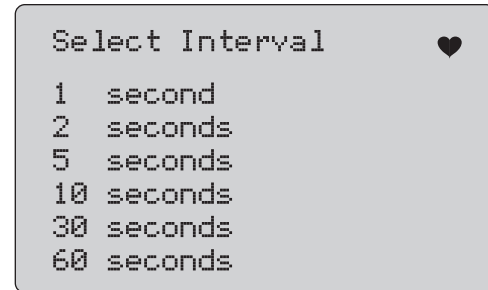 Select Interval
1 second
2 seconds
5 seconds
10 seconds
30 seconds
60 seconds